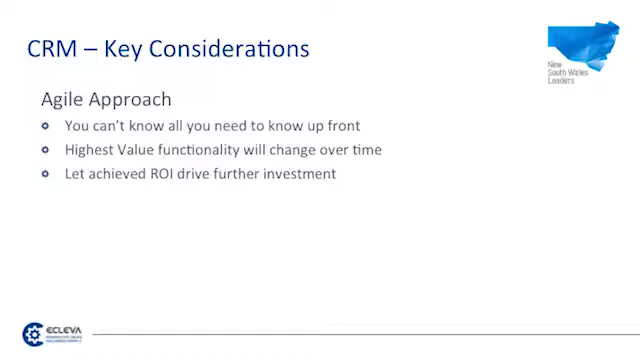 CRM – Key Considerations
New
South Wales
Leaders
Agile Approach
You can't know all you need to know up front
Highest Value functionality will change over time
Let achieved ROI drive further investment
ECLEVA